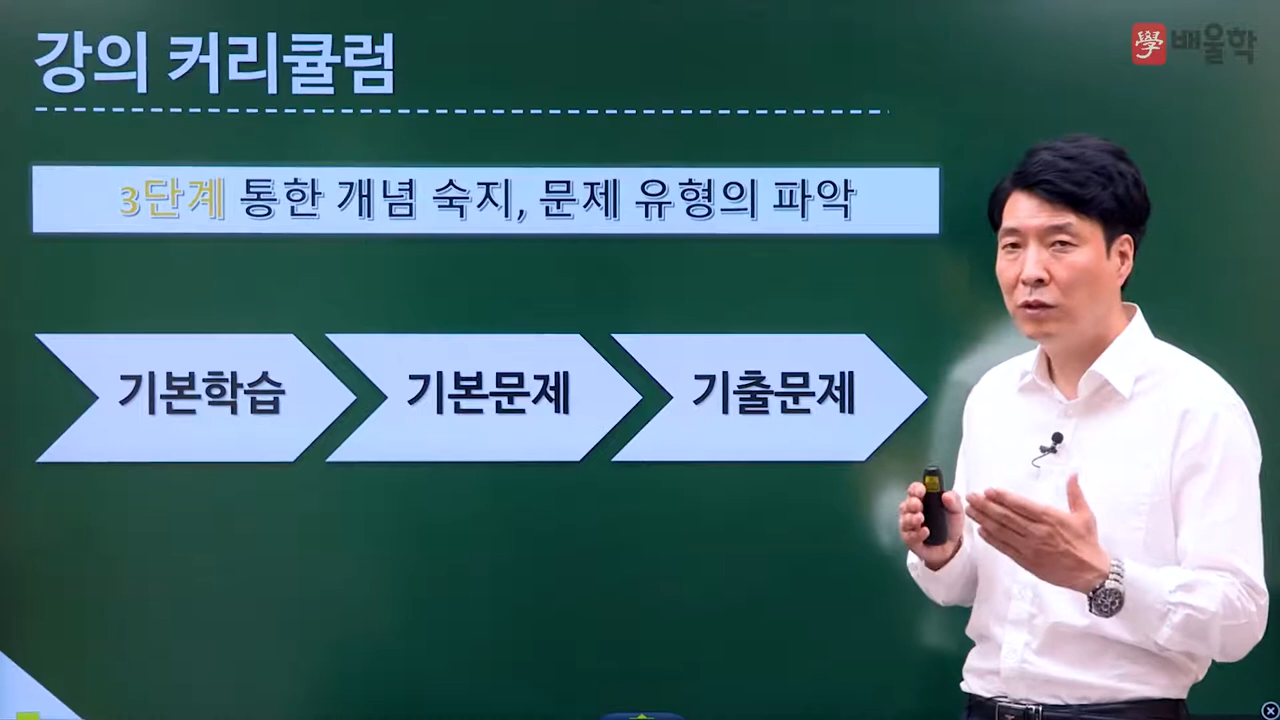 강의 커리큘럼
學 배울학
3단계 통한 개념 숙지, 문제 유형의 파악
기본학습 기본문제 기출문제